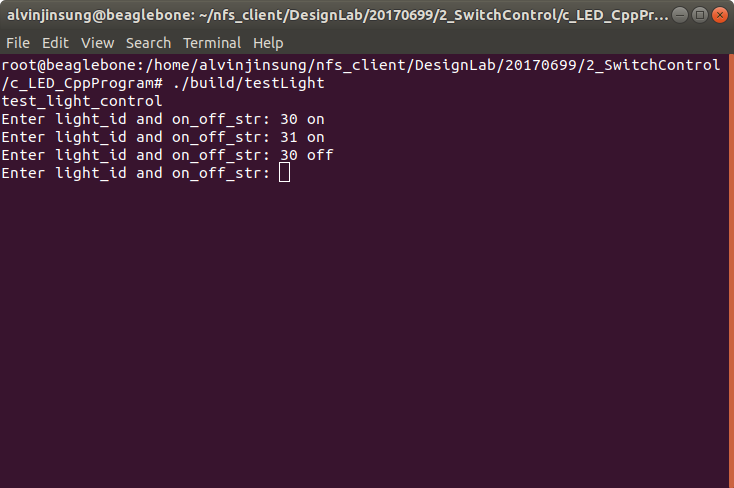 alvinjinsung@beaglebone: ~/nfs_client/DesignLab/20170699/2_SwitchControl/c_LED_CppPr...
File Edit View Search Terminal Help
root@beaglebone:/home/alvinjinsung/nfs_client/DesignLab/20170699/2_SwitchControl
/c_LED_CppProgram# ./build/testLight
test_light_control
Enter light_id and on_off_str: 30 on
Enter light_id and on_off_str: 31 on
Enter light_id and on_off_str: 30 off
Enter light_id and on_off_str: